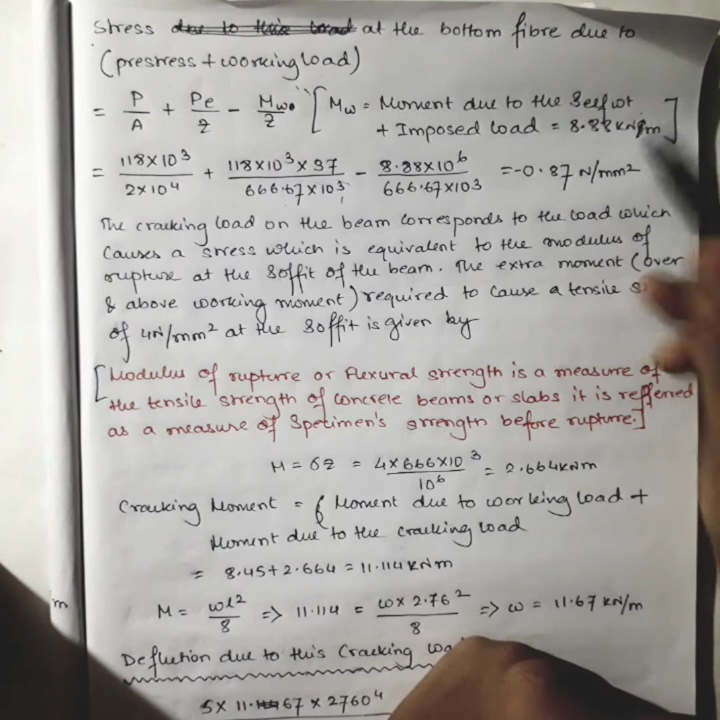 Stress due to this load at the bottom fibre due to
(prestress + working load)
= P/A + Pe/Z - Mw/Z [Mw = Moment due to the Selfwt
+ Imposed load = 8.88 kNm]
= 118×10³/2×10⁴ + 118×10³×37/666.67×10³ - 8.88×10⁶/666.67×10³ = -0.87 N/mm²
The cracking load on the beam corresponds to the load which
causes a stress which is equivalent to the modulus of
rupture at the soffit of the beam. The extra moment (over
& above working moment) required to cause a tensile
of 4N/mm² at the soffit is given by
[Modulus of rupture or flexural strength is a measure of
the tensile strength of concrete beams or slabs it is reffered
as a measure of Specimen's strength before rupture.]
M = 6Z = 4×666×10³/10⁶ = 2.664 kNm
Cracking Moment = { Moment due to working load +
Moment due to the cracking load
= 8.45+2.664 = 11.114 kNm
m
M = ωl²/8 => 11.114 = ω×2.76²/8 => ω = 11.67 kN/m
Deflection due to this Cracking
5× 11.67 × 2760⁴